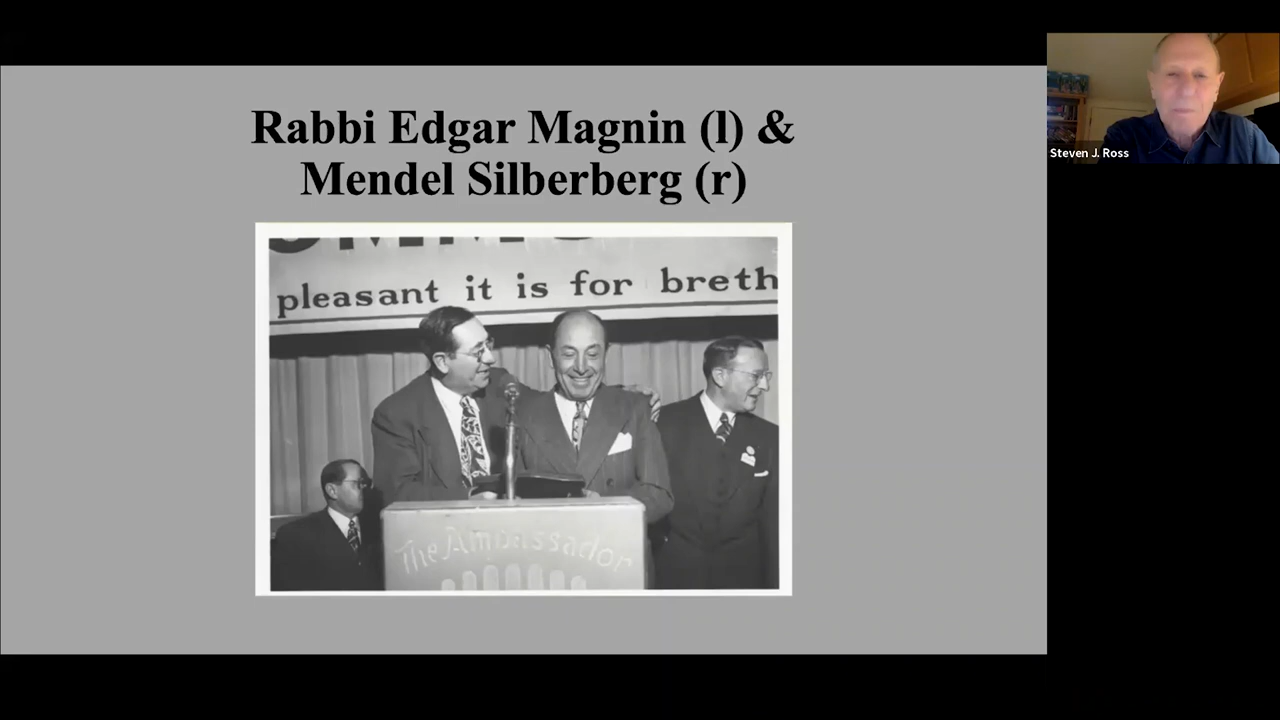 Rabbi Edgar Magnin (l) &
Mendel Silberberg (r)
pleasant it is for breth
The Ambassador
Steven J. Ross